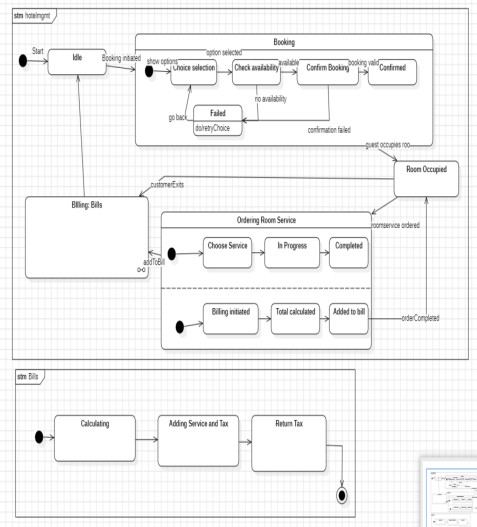 stm hotelmgmt
Start
Idle
Booking initiated
Booking
show options
option selected
Choice selection
Check availability
available
Confirm Booking
booking valid
Confirmed
no availability
go back
Failed
do/retryChoice
confirmation failed
guest occupies roo
Room Occupied
customerExits
BIlling: Bills
addToBill
Ordering Room Service
roomservice ordered
Choose Service
In Progress
Completed
Billing initiated
Total calculated
Added to bill
orderCompleted
stm Bills
Calculating
Adding Service and Tax
Return Tax